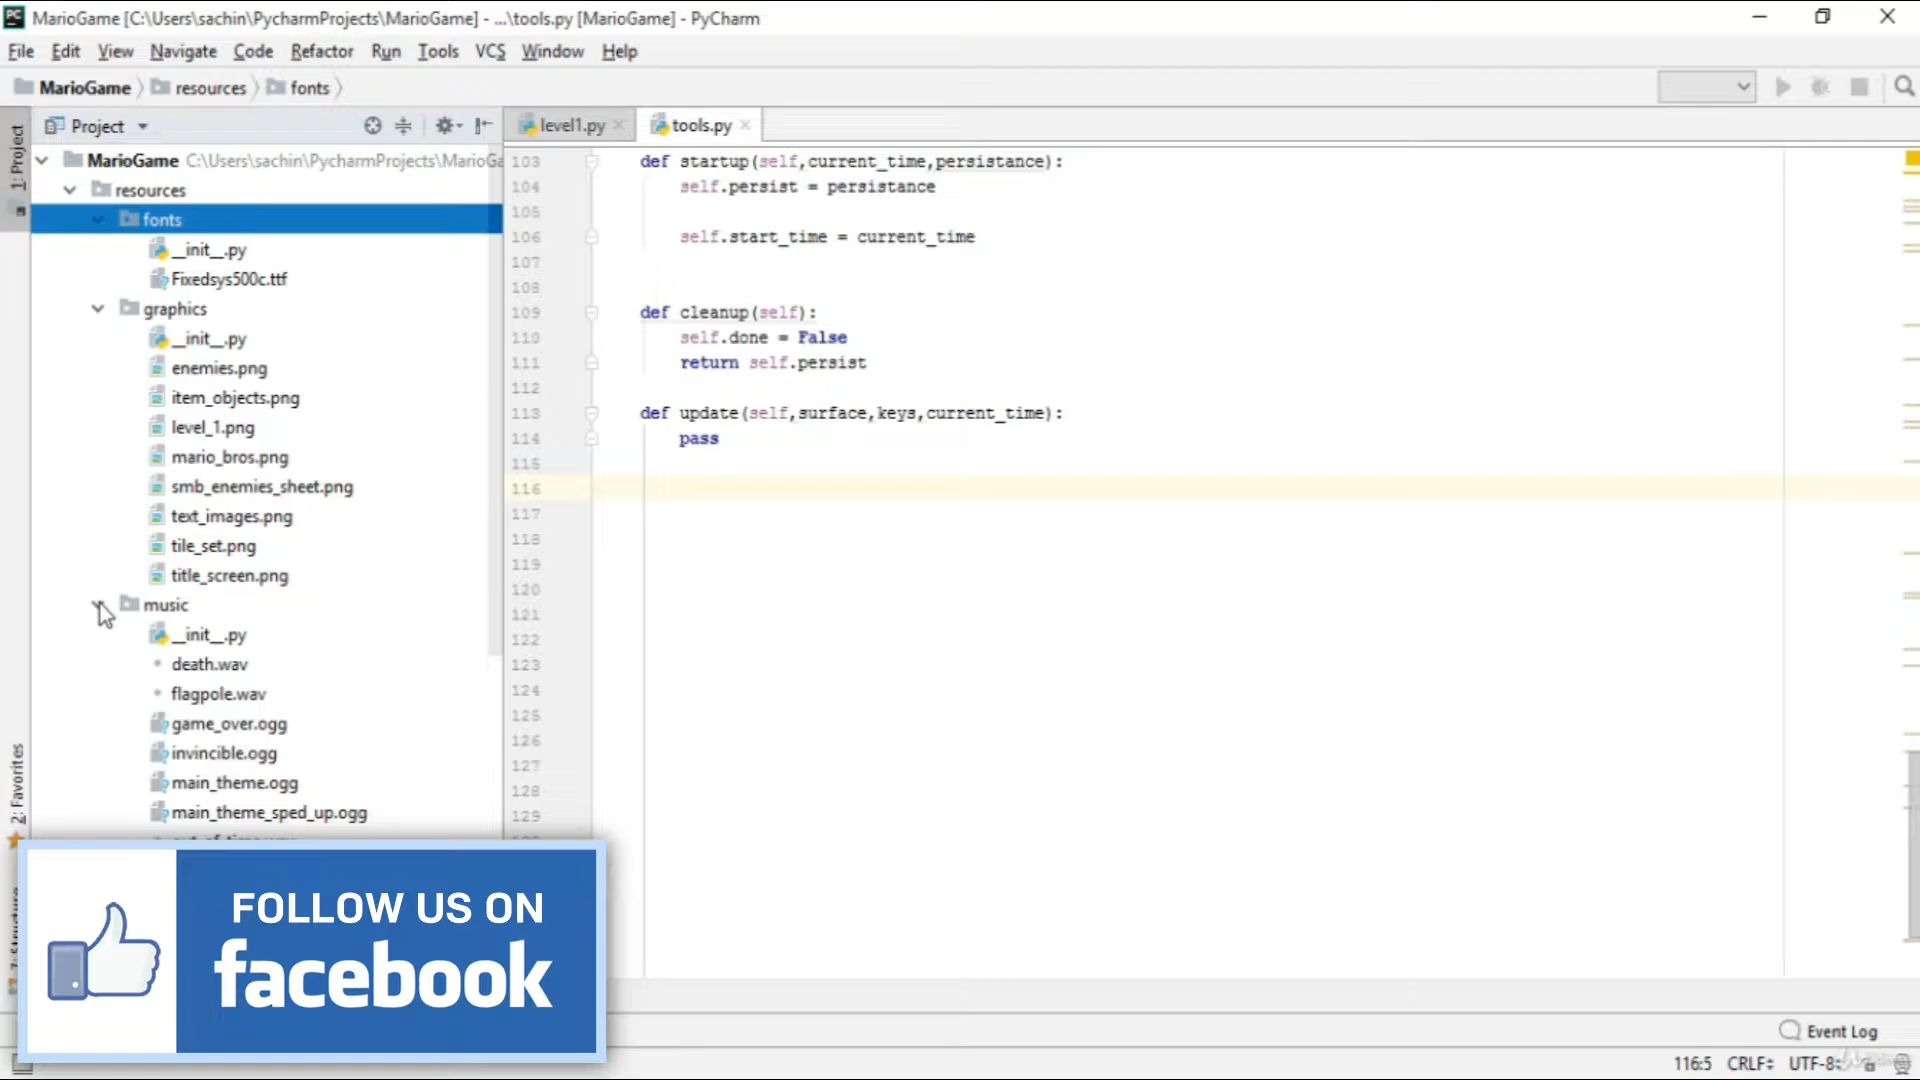 MarioGame [C:\Users\sachin\PycharmProjects\MarioGame] - ...\tools.py [MarioGame] - PyCharm
File Edit View Navigate Code Refactor Run Tools VCS Window Help
MarioGame resources fonts
1: Project
Project
level1.py
tools.py
MarioGame C:\Users\sachin\PycharmProjects\MarioGa
resources
fonts
__init__.py
Fixedsys500c.ttf
graphics
__init__.py
enemies.png
item_objects.png
level_1.png
mario_bros.png
smb_enemies_sheet.png
text_images.png
tile_set.png
title_screen.png
music
__init__.py
death.wav
flagpole.wav
game_over.ogg
invincible.ogg
main_theme.ogg
main_theme_sped_up.ogg
2: Favorites
103 def startup(self,current_time,persistance):
104 self.persist = persistance
105
106 self.start_time = current_time
107
108
109 def cleanup(self):
110 self.done = False
111 return self.persist
112
113 def update(self,surface,keys,current_time):
114 pass
115
116
117
118
119
120
121
122
123
124
125
126
127
128
129
FOLLOW US ON
facebook
Event Log
116:5 CRLF UTF-8